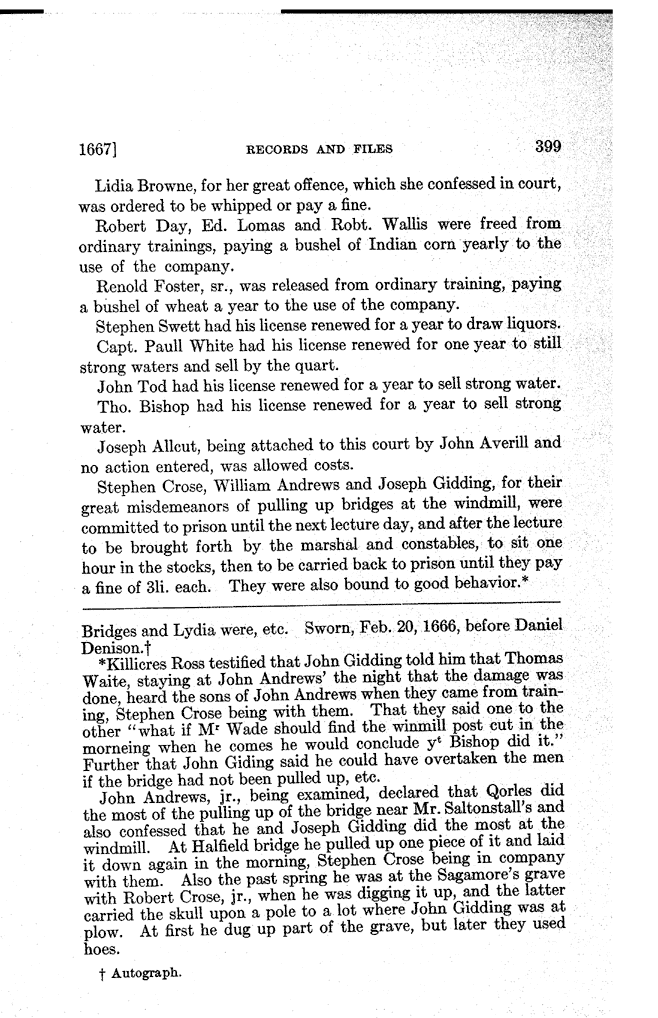 1667] RECORDS AND FILES 399
Lidia Browne, for her great offence, which she confessed in court,
was ordered to be whipped or pay a fine.
Robert Day, Ed. Lomas and Robt. Wallis were freed from
ordinary trainings, paying a bushel of Indian corn yearly to the
use of the company.
Renold Foster, sr., was released from ordinary training, paying
a bushel of wheat a year to the use of the company.
Stephen Swett had his license renewed for a year to draw liquors.
Capt. Paull White had his license renewed for one year to still
strong waters and sell by the quart.
John Tod had his license renewed for a year to sell strong water.
Tho. Bishop had his license renewed for a year to sell strong
water.
Joseph Allcut, being attached to this court by John Averill and
no action entered, was allowed costs.
Stephen Crose, William Andrews and Joseph Gidding, for their
great misdemeanors of pulling up bridges at the windmill, were
committed to prison until the next lecture day, and after the lecture
to be brought forth by the marshal and constables, to sit one
hour in the stocks, then to be carried back to prison until they pay
a fine of 3li. each. They were also bound to good behavior.*
Bridges and Lydia were, etc. Sworn, Feb. 20, 1666, before Daniel
Denison.†
*Killicres Ross testified that John Gidding told him that Thomas
Waite, staying at John Andrews' the night that the damage was
done, heard the sons of John Andrews when they came from train-
ing, Stephen Crose being with them. That they said one to the
other "what if Mʳ Wade should find the winmill post cut in the
morneing when he comes he would conclude yᵗ Bishop did it."
Further that John Giding said he could have overtaken the men
if the bridge had not been pulled up, etc.
John Andrews, jr., being examined, declared that Qorles did
the most of the pulling up of the bridge near Mr. Saltonstall's and
also confessed that he and Joseph Gidding did the most at the
windmill. At Halfield bridge he pulled up one piece of it and laid
it down again in the morning, Stephen Crose being in company
with them. Also the past spring he was at the Sagamore's grave
with Robert Crose, jr., when he was digging it up, and the latter
carried the skull upon a pole to a lot where John Gidding was at
plow. At first he dug up part of the grave, but later they used
hoes.
† Autograph.